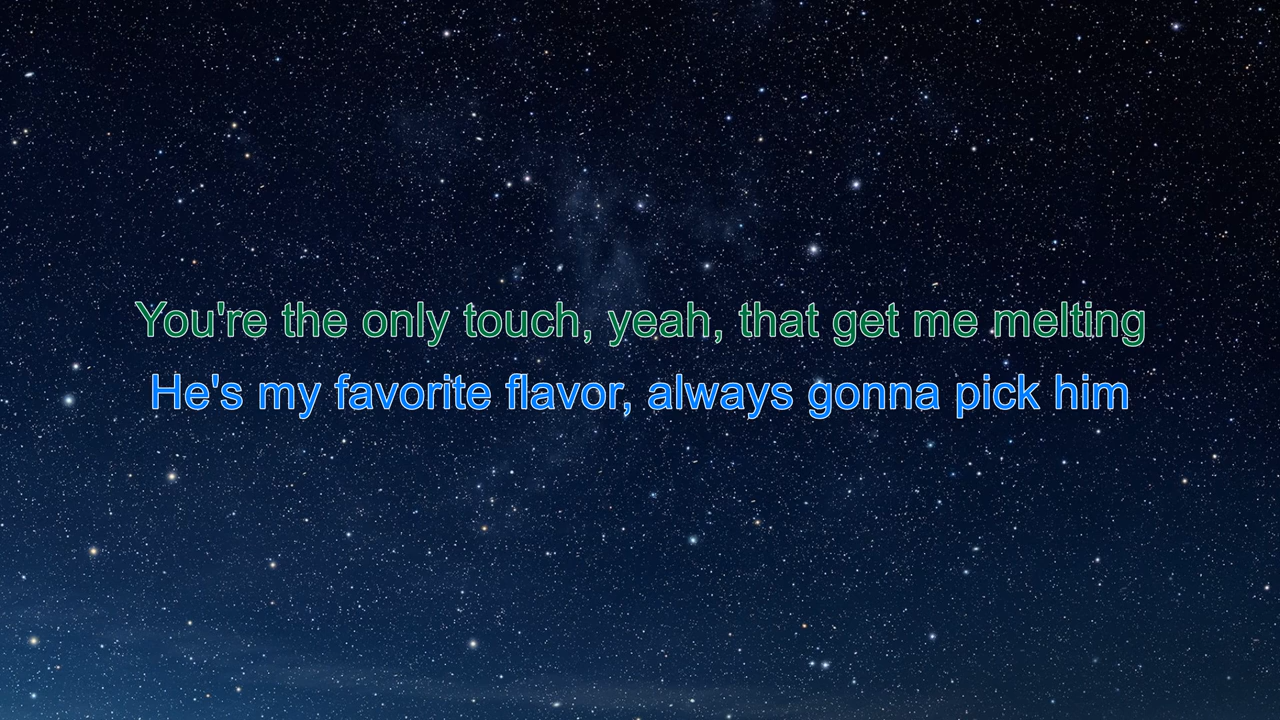 You're the only touch, yeah, that get me melting
He's my favorite flavor, always gonna pick him